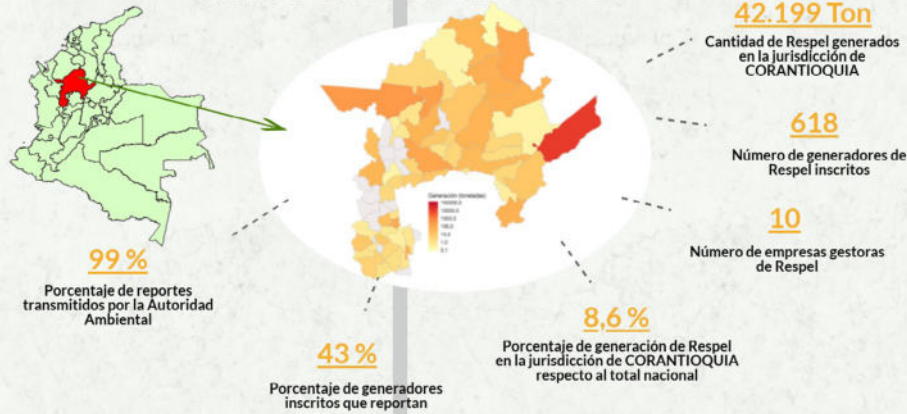 42.199 Ton
Cantidad de Respel generados
en la jurisdicción de
CORANTIOQUIA
618
Número de generadores de
Respel inscritos
10
Número de empresas gestoras
de Respel
Generación (toneladas)
99 %
Porcentaje de reportes
transmitidos por la Autoridad
Ambiental
43 %
Porcentaje de generadores
inscritos que reportan
8,6 %
Porcentaje de generación de Respel
en la jurisdicción de CORANTIOQUIA
respecto al total nacional